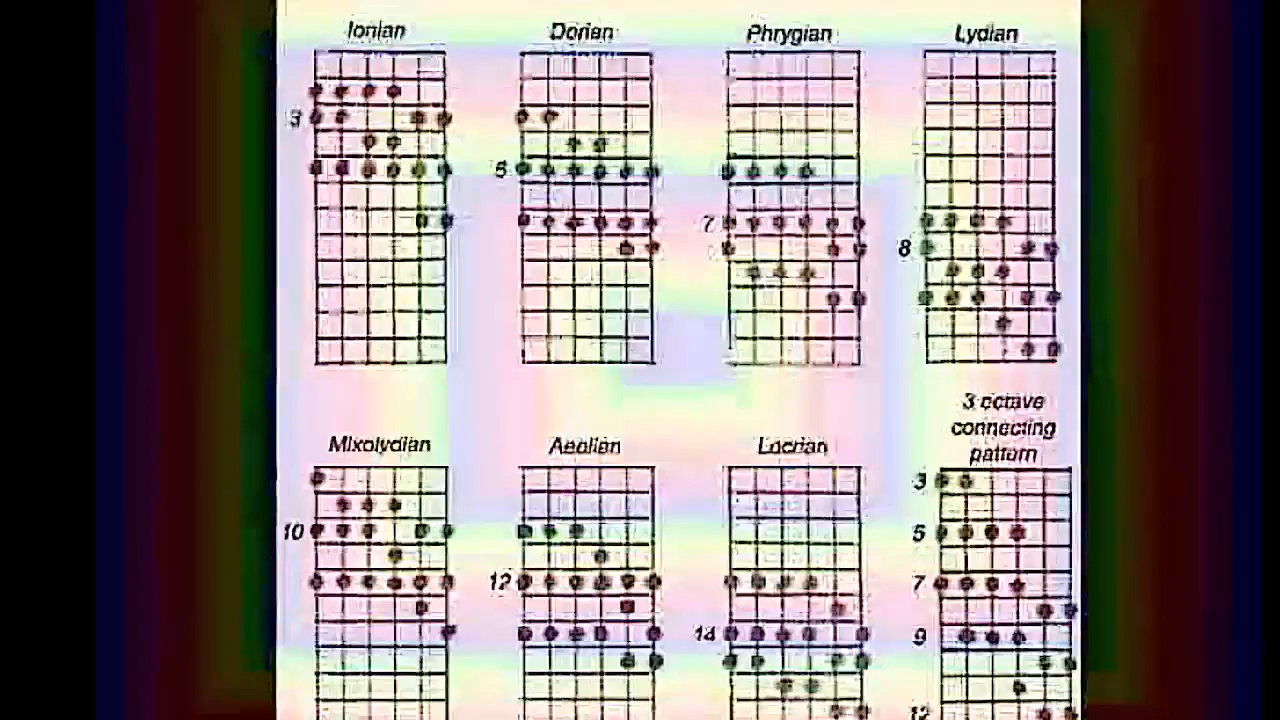 Ionian Dorian Phrygian Lydian
3
5
7
8
3 octave
connecting
pattern
Mixolydian Aeolian Locrian
3
10 5
12 7
14 9
12